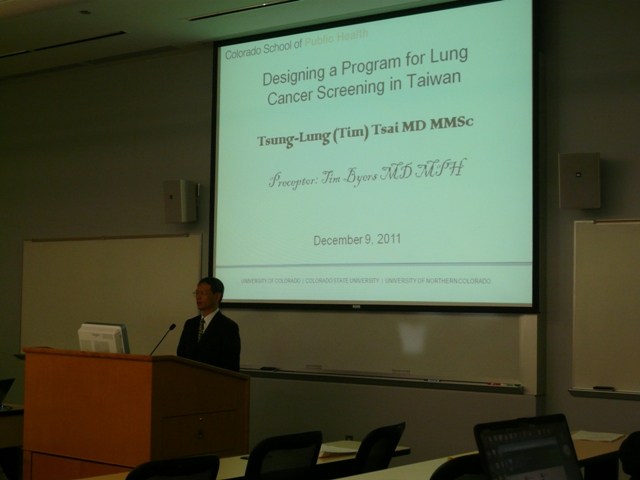 Colorado School of Public Health
Designing a Program for Lung
Cancer Screening in Taiwan
Tsung-Lung (Tim) Tsai MD MMSc
Preceptor: Tim Byers MD MPH
December 9, 2011
UNIVERSITY OF COLORADO | COLORADO STATE UNIVERSITY | UNIVERSITY OF NORTHERN COLORADO